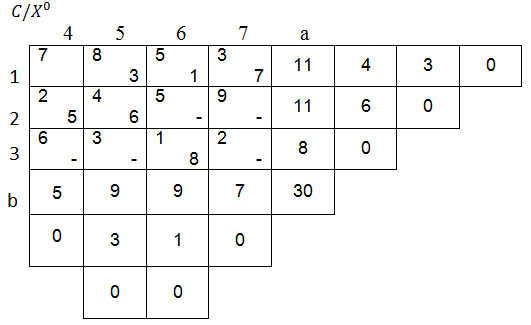 C/X⁰
4 5 6 7 a
1 7 8 3 5 1 3 7 11 4 3 0
2 2 5 4 6 5 - 9 - 11 6 0
3 6 - 3 - 1 8 2 - 8 0
b 5 9 9 7 30
0 3 1 0
0 0